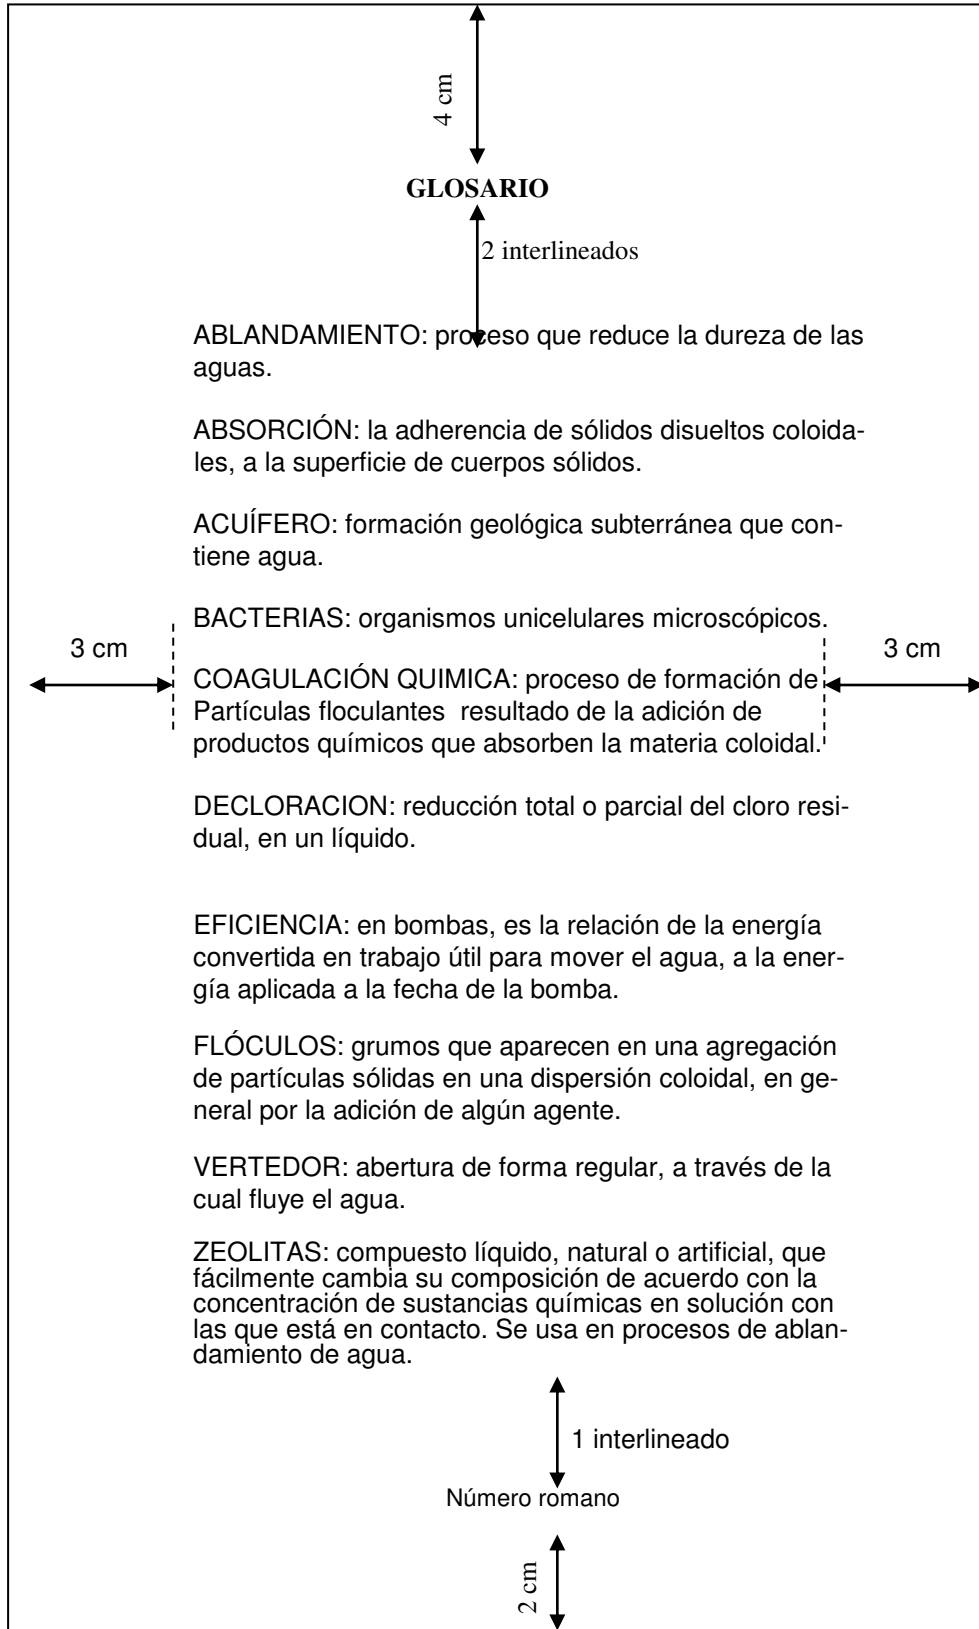 4 cm
GLOSARIO
2 interlineados
ABLANDAMIENTO: proceso que reduce la dureza de las
aguas.
ABSORCIÓN: la adherencia de sólidos disueltos coloida-
les, a la superficie de cuerpos sólidos.
ACUÍFERO: formación geológica subterránea que con-
tiene agua.
BACTERIAS: organismos unicelulares microscópicos.
3 cm
3 cm
COAGULACIÓN QUIMICA: proceso de formación de
Partículas floculantes  resultado de la adición de
productos químicos que absorben la materia coloidal.
DECLORACION: reducción total o parcial del cloro resi-
dual, en un líquido.
EFICIENCIA: en bombas, es la relación de la energía
convertida en trabajo útil para mover el agua, a la ener-
gía aplicada a la fecha de la bomba.
FLÓCULOS: grumos que aparecen en una agregación
de partículas sólidas en una dispersión coloidal, en ge-
neral por la adición de algún agente.
VERTEDOR: abertura de forma regular, a través de la
cual fluye el agua.
ZEOLITAS: compuesto líquido, natural o artificial, que
fácilmente cambia su composición de acuerdo con la
concentración de sustancias químicas en solución con
las que está en contacto. Se usa en procesos de ablan-
damiento de agua.
1 interlineado
Número romano
2 cm